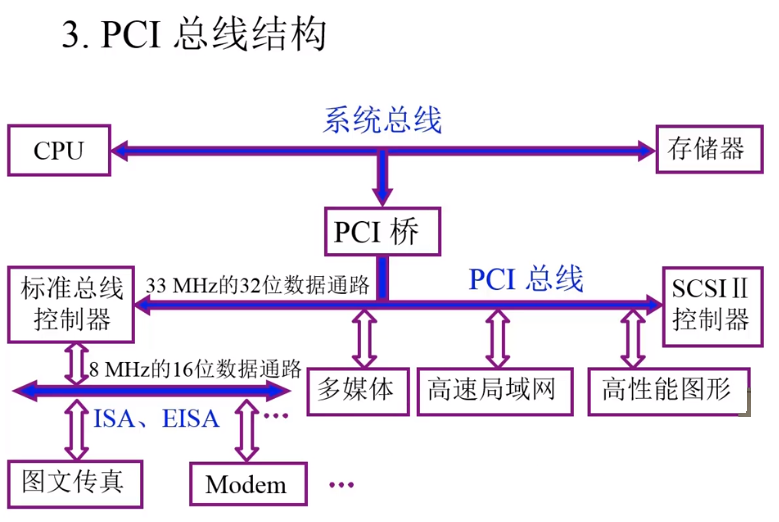 3. PCI 总线结构
系统总线
CPU
存储器
PCI 桥
33 MHz的32位数据通路
PCI 总线
标准总线
控制器
SCSI II
控制器
8 MHz的16位数据通路
多媒体
高速局域网
高性能图形
ISA、EISA
…
图文传真
Modem
…